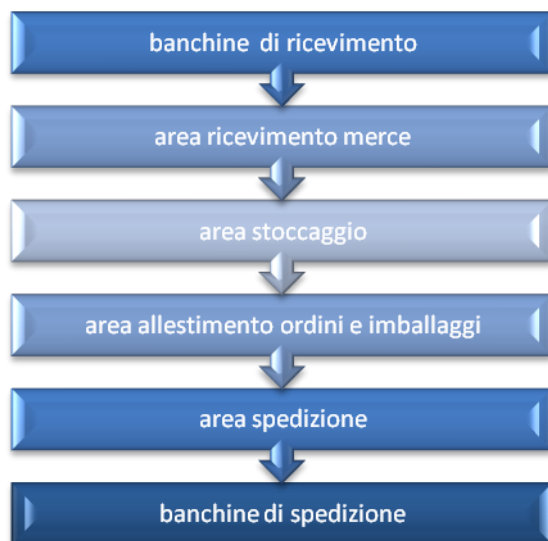 banchine di ricevimento
area ricevimento merce
area stoccaggio
area allestimento ordini e imballaggi
area spedizione
banchine di spedizione